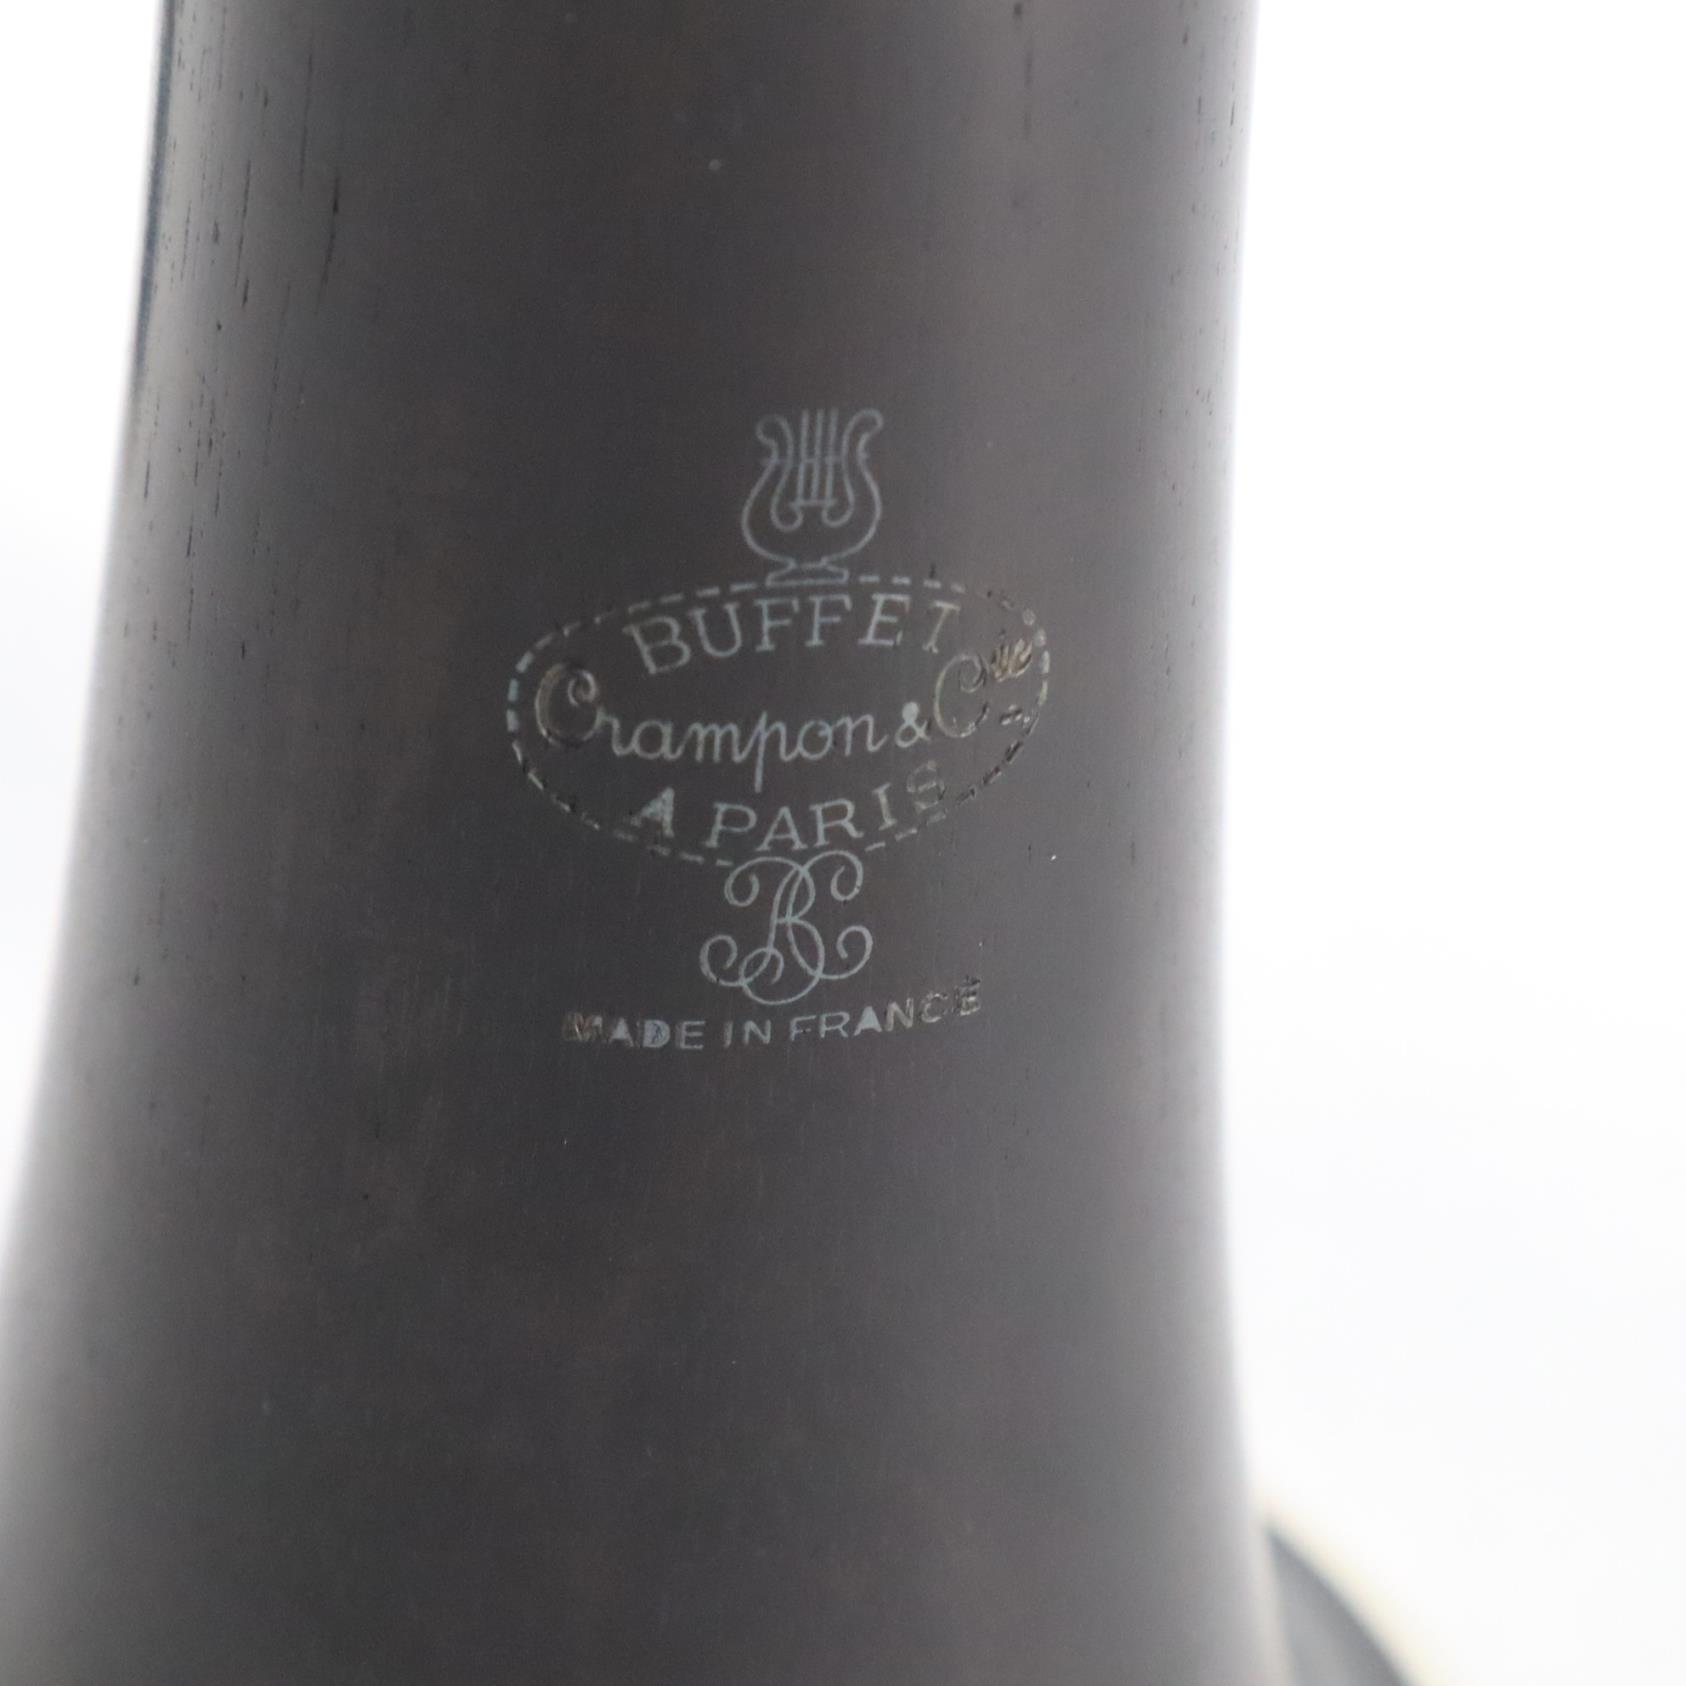 BUFFET
Crampon & Cie
A PARIS
BC
MADE IN FRANCE